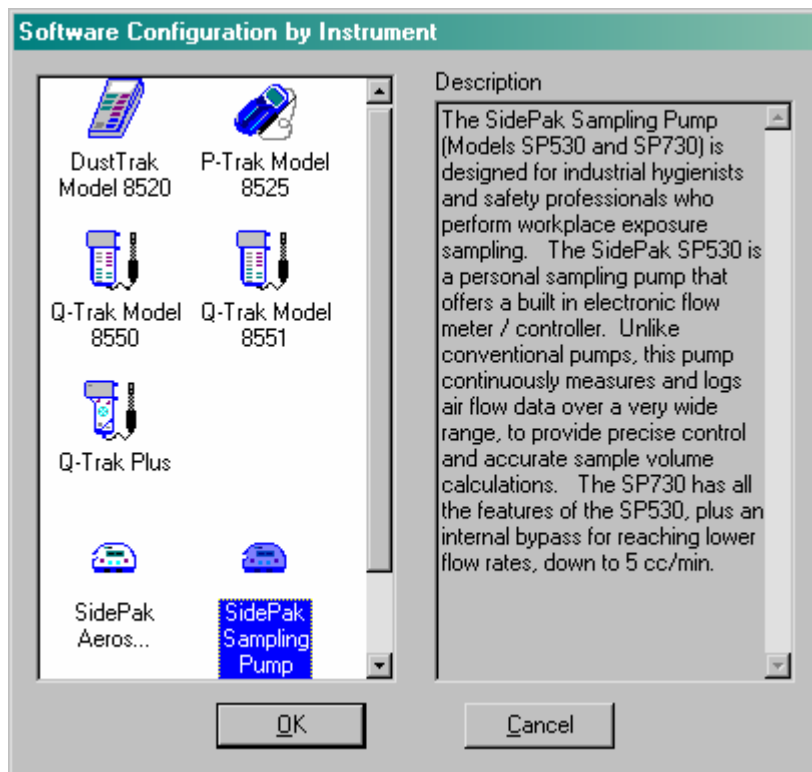 Software Configuration by Instrument
DustTrak
Model 8520
P-Trak Model
8525
Q-Trak Model
8550
Q-Trak Model
8551
Q-Trak Plus
SidePak
Aeros...
SidePak
Sampling
Pump
Description
The SidePak Sampling Pump
(Models SP530 and SP730) is
designed for industrial hygienists
and safety professionals who
perform workplace exposure
sampling.   The SidePak SP530 is
a personal sampling pump that
offers a built in electronic flow
meter / controller.  Unlike
conventional pumps, this pump
continuously measures and logs
air flow data over a very wide
range, to provide precise control
and accurate sample volume
calculations.   The SP730 has all
the features of the SP530, plus an
internal bypass for reaching lower
flow rates, down to 5 cc/min.
OK
Cancel